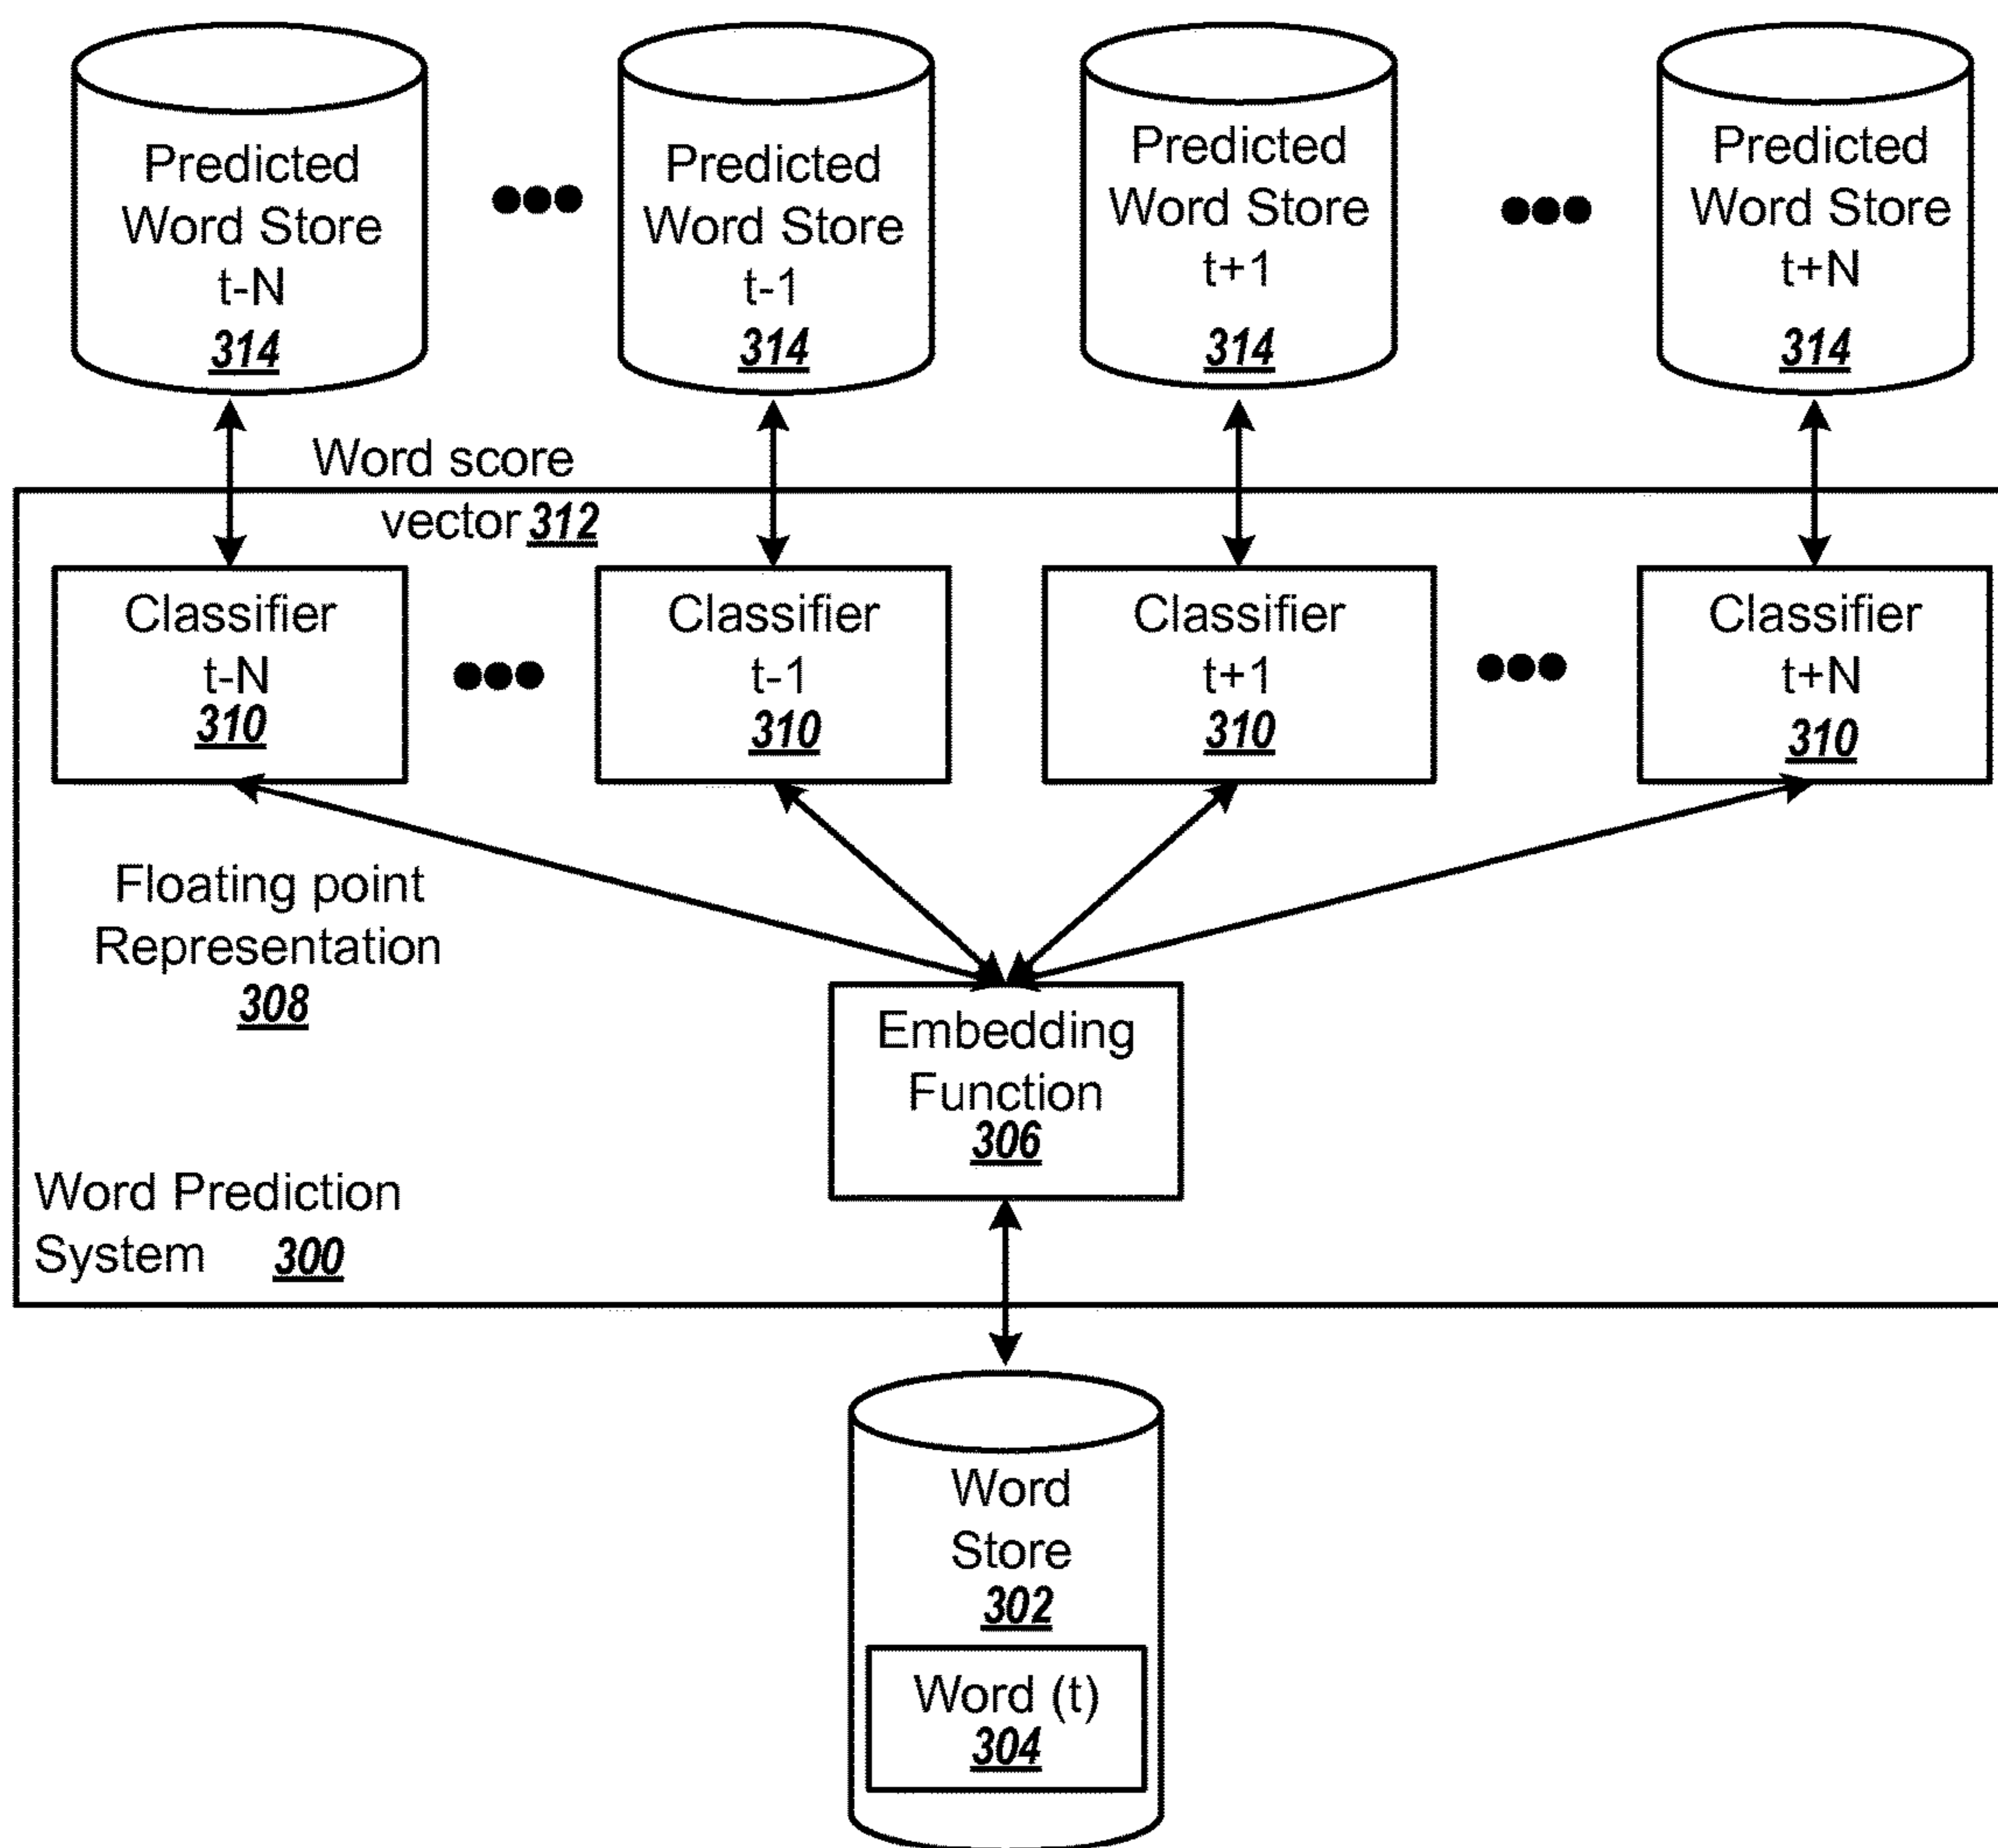 Predicted
Word Store
t-N
314
Predicted
Word Store
t-1
314
Predicted
Word Store
t+1
314
Predicted
Word Store
t+N
314
Word score
vector 312
Classifier
t-N
310
Classifier
t-1
310
Classifier
t+1
310
Classifier
t+N
310
Floating point
Representation
308
Embedding
Function
306
Word Prediction
System 300
Word
Store
302
Word (t)
304